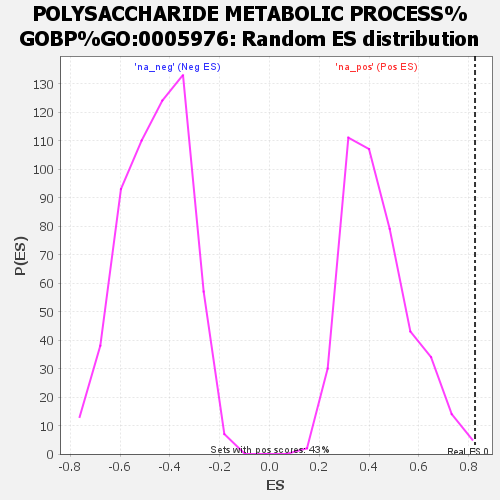 POLYSACCHARIDE METABOLIC PROCESS%
GOBP%GO:0005976: Random ES distribution
'na_neg' (Neg ES)
'na_pos' (Pos ES)
130
120
110
100
90
80
70
60
50
40
30
20
10
0
P(ES)
Sets with pos scores: 43%
Real ES 0
-0.8
-0.6
-0.4
-0.2
0.0
0.2
0.4
0.6
0.8
ES